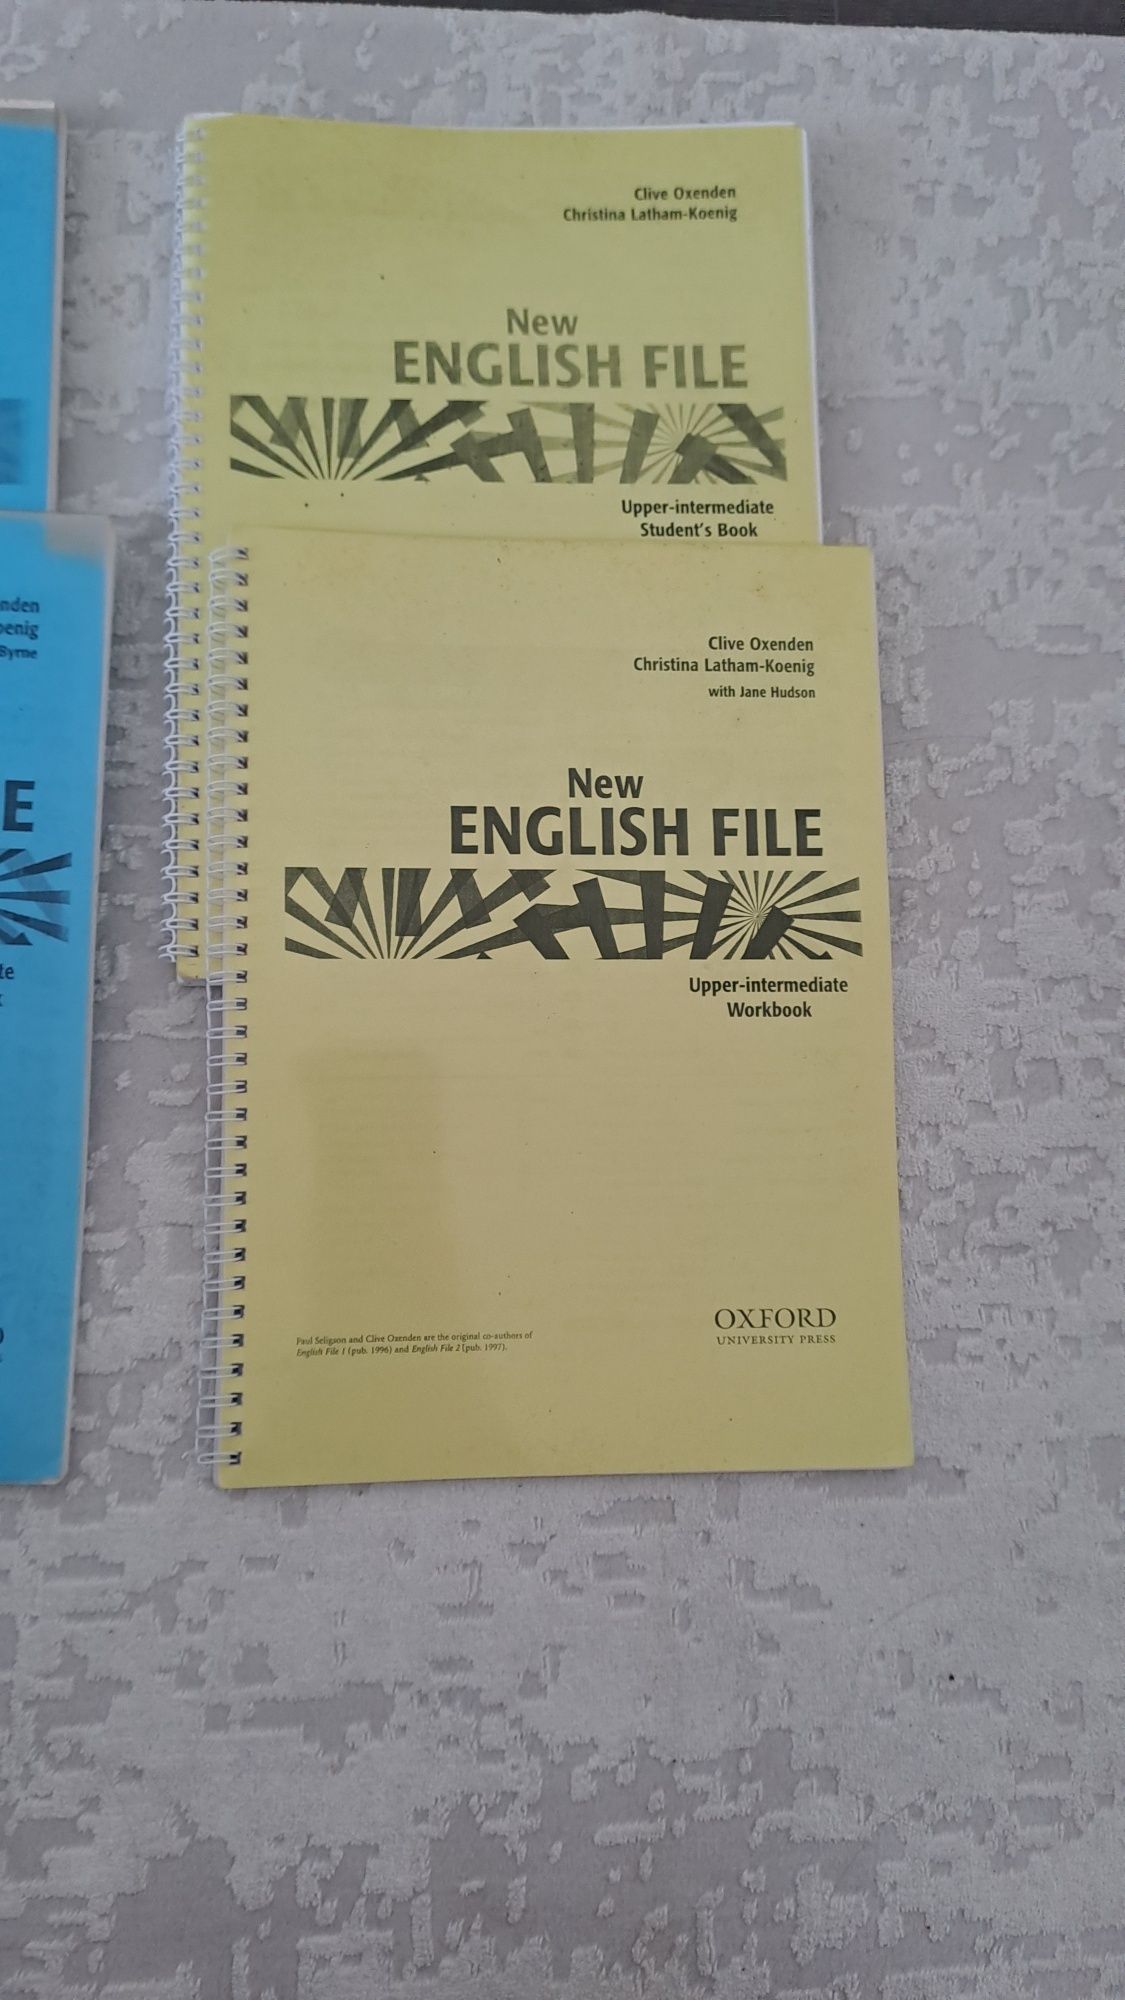 Clive Oxenden
Christina Latham-Koenig
New
ENGLISH FILE
Upper-intermediate
Student's Book
Clive Oxenden
Christina Latham-Koenig
with Jane Hudson
New
ENGLISH FILE
Upper-intermediate
Workbook
Paul Seligson and Clive Oxenden are the original co-authors of
English File 1 (pub. 1996) and English File 2 (pub. 1997).
OXFORD
UNIVERSITY PRESS
Byrne